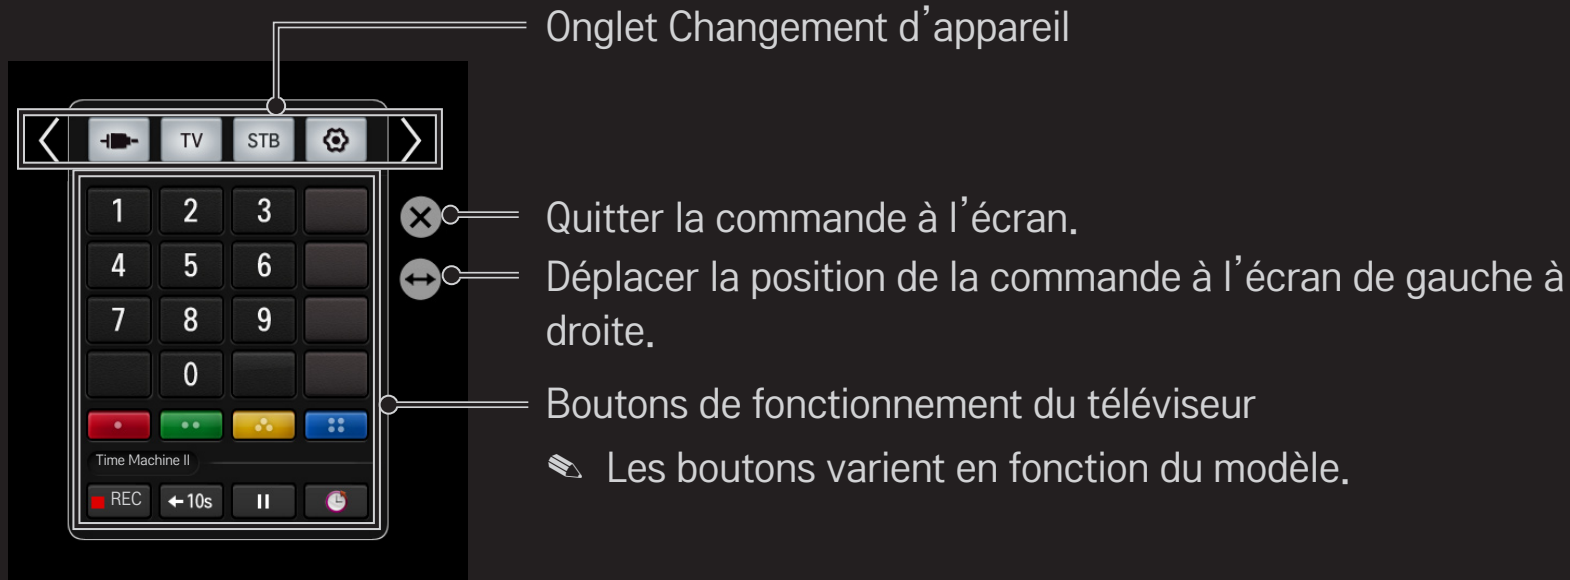 Onglet Changement d’appareil
TV STB
1 2 3
Quitter la commande à l’écran.
4 5 6
Déplacer la position de la commande à l’écran de gauche à
droite.
7 8 9
0
Boutons de fonctionnement du téléviseur
Time Machine II
Les boutons varient en fonction du modèle.
REC 10s